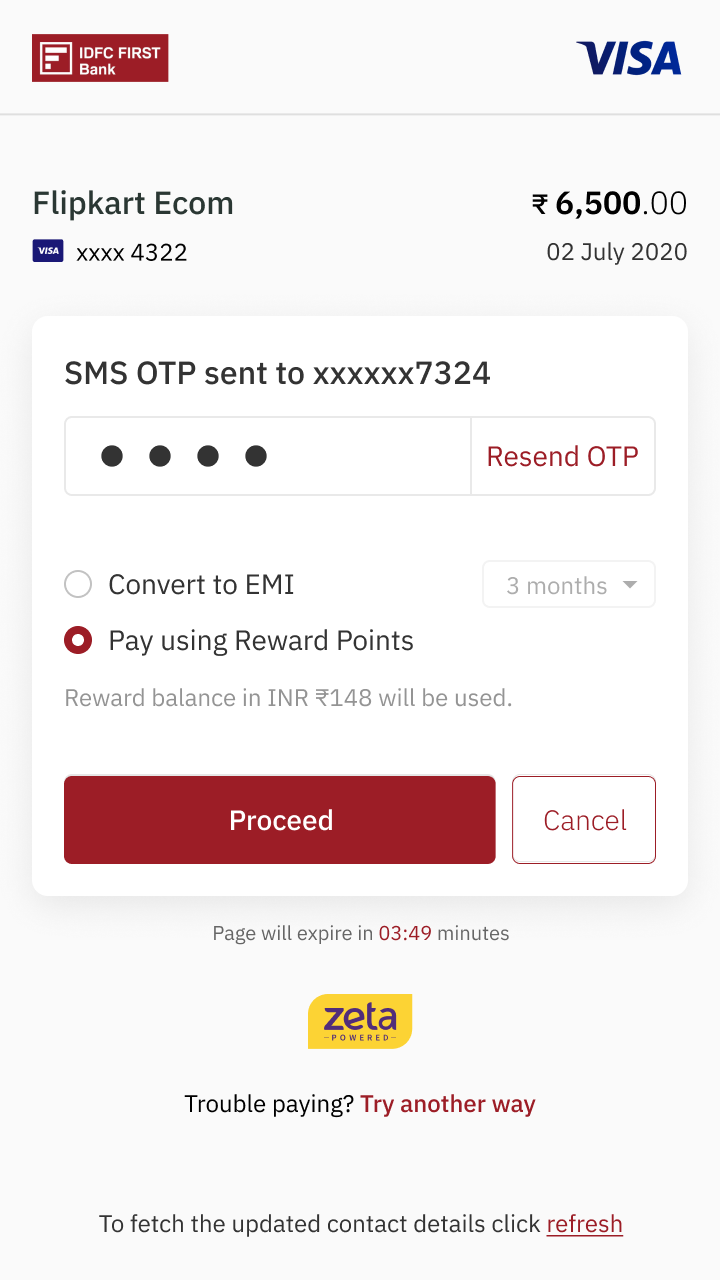 IDFC FIRST
Bank
VISA
Flipkart Ecom
₹ 6,500.00
VISA xxxx 4322
02 July 2020
SMS OTP sent to xxxxxx7324
Resend OTP
Convert to EMI
3 months
Pay using Reward Points
Reward balance in INR ₹148 will be used.
Proceed
Cancel
Page will expire in 03:49 minutes
zeta
-POWERED-
Trouble paying? Try another way
To fetch the updated contact details click refresh